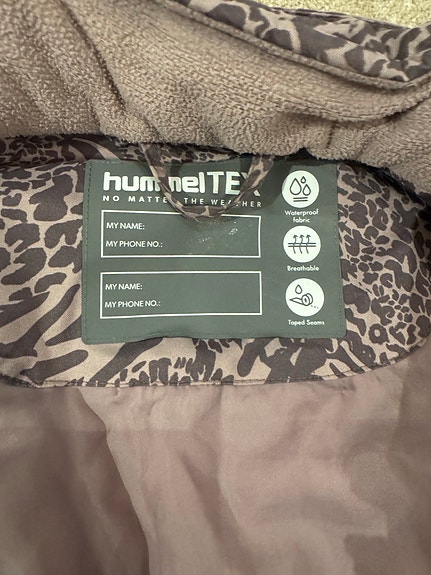 hummelTEX
NO MATTER THE WEATHER
MY NAME:
MY PHONE NO.:
MY NAME:
MY PHONE NO.:
Waterproof
fabric
Breathable
Taped Seams